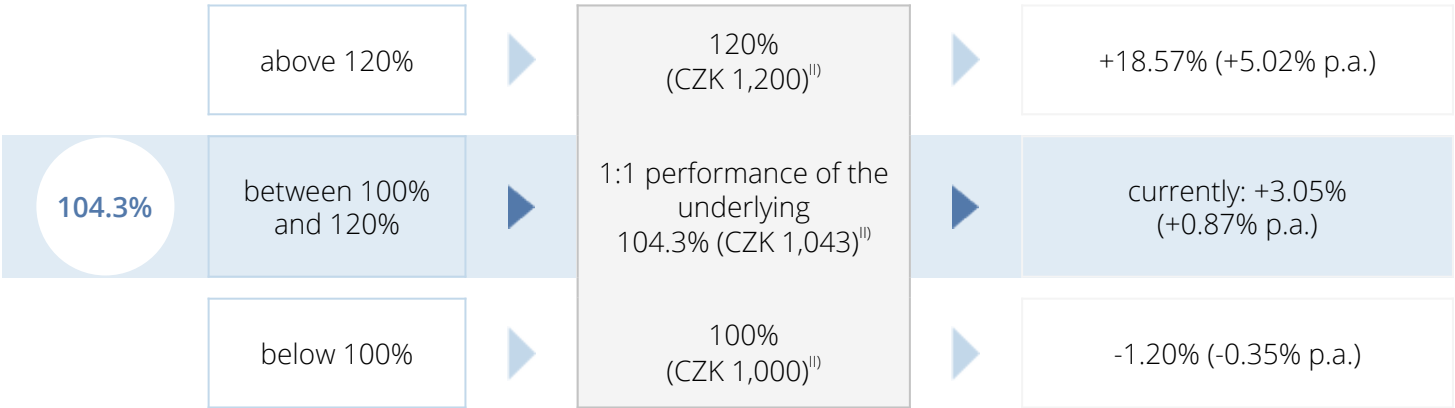 above 120%
120%
(CZK 1,200)II)
+18.57% (+5.02% p.a.)
104.3%
between 100%
and 120%
1:1 performance of the
underlying
104.3% (CZK 1,043)II)
currently: +3.05%
(+0.87% p.a.)
below 100%
100%
(CZK 1,000)II)
-1.20% (-0.35% p.a.)